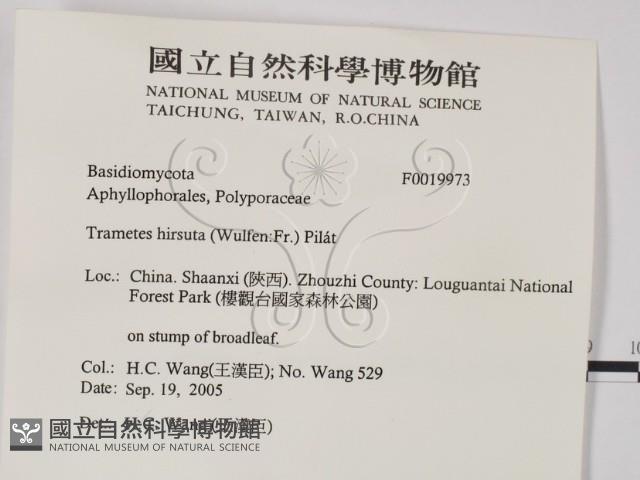 國立自然科學博物館
NATIONAL MUSEUM OF NATURAL SCIENCE
TAICHUNG, TAIWAN, R.O.CHINA
Basidiomycota F0019973
Aphyllophorales, Polyporaceae
Trametes hirsuta (Wulfen:Fr.) Pilát
Loc.: China. Shaanxi (陝西). Zhouzhi County: Louguantai National
Forest Park (樓觀台國家森林公園)
on stump of broadleaf.
Col.: H.C. Wang(王漢臣); No. Wang 529
Date: Sep. 19, 2005
國立自然科學博物館
NATIONAL MUSEUM OF NATURAL SCIENCE